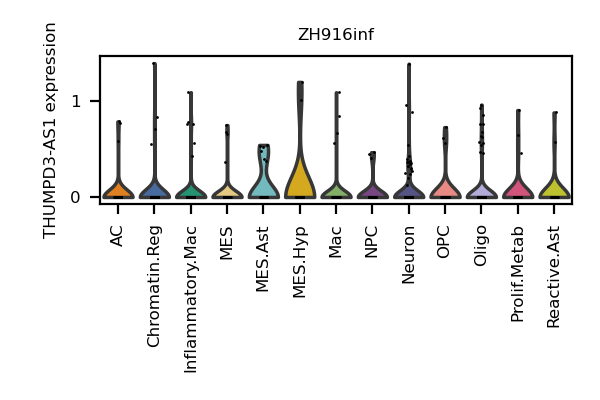 ZH916inf
THUMPD3-AS1 expression
1
0
AC
Chromatin.Reg
Inflammatory.Mac
MES
MES.Ast
MES.Hyp
Mac
NPC
Neuron
OPC
Oligo
Prolif.Metab
Reactive.Ast